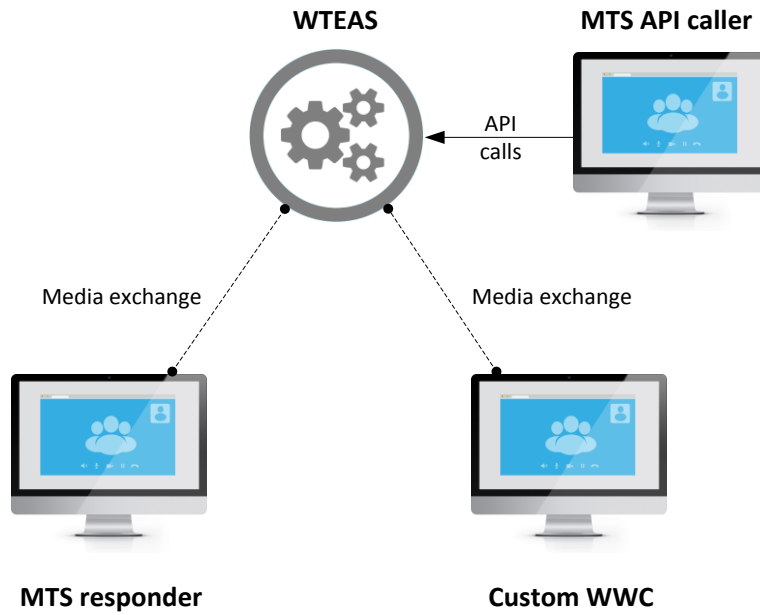 WTEAS
MTS API caller
API
calls
Media exchange
Media exchange
MTS responder
Custom WWC